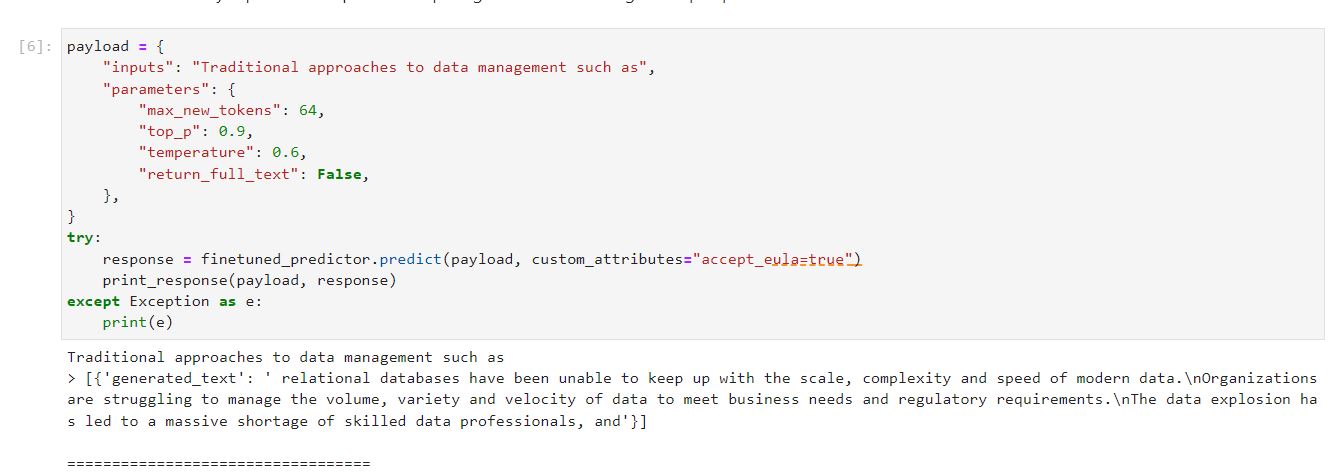 [6]: payload = {
"inputs": "Traditional approaches to data management such as",
"parameters": {
"max_new_tokens": 64,
"top_p": 0.9,
"temperature": 0.6,
"return_full_text": False,
},
}
try:
response = finetuned_predictor.predict(payload, custom_attributes="accept_eula=true")
print_response(payload, response)
except Exception as e:
print(e)
Traditional approaches to data management such as
> [{'generated_text': ' relational databases have been unable to keep up with the scale, complexity and speed of modern data.\nOrganizations
are struggling to manage the volume, variety and velocity of data to meet business needs and regulatory requirements.\nThe data explosion ha
s led to a massive shortage of skilled data professionals, and'}]
==================================